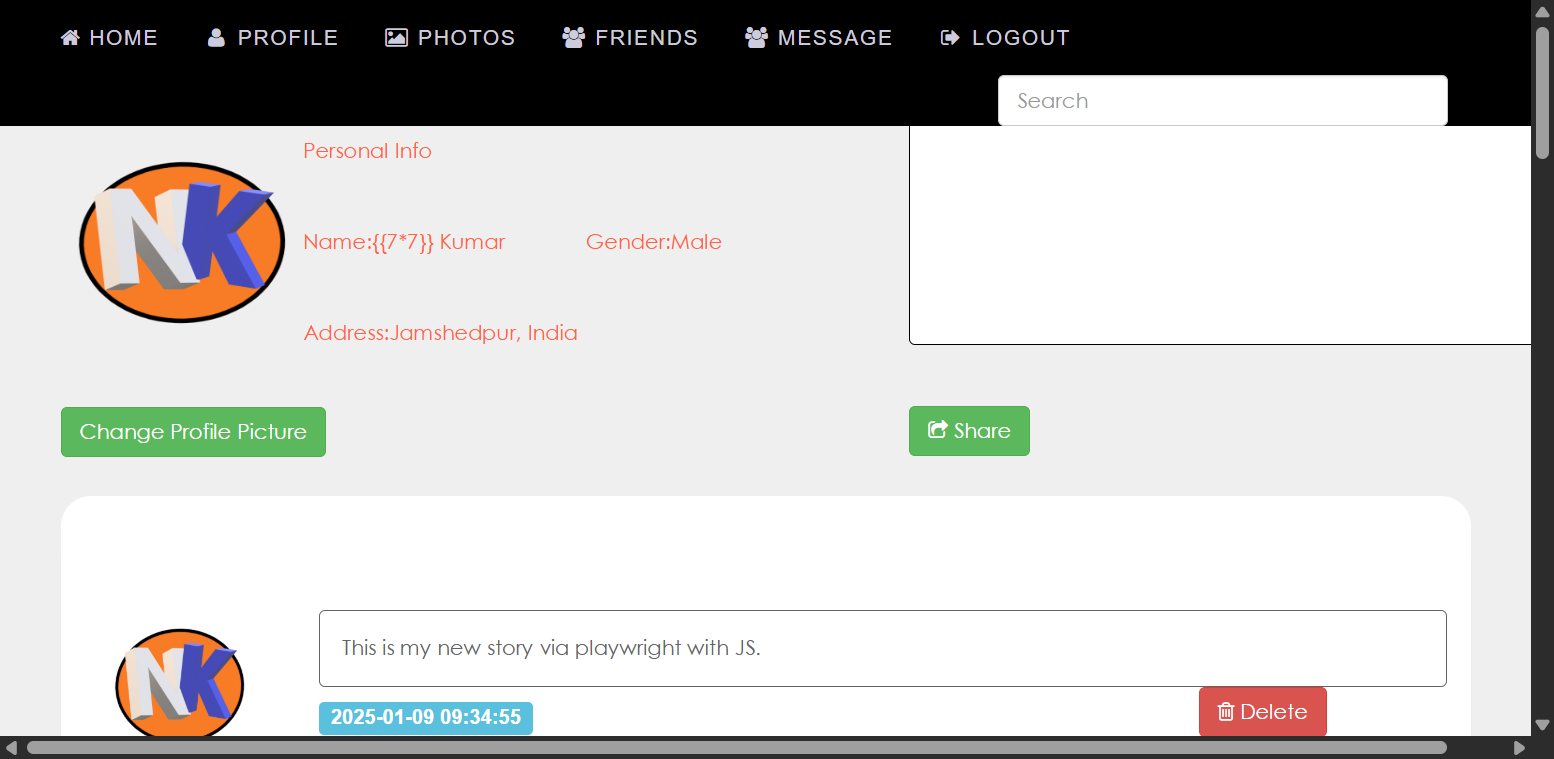 HOME PROFILE PHOTOS FRIENDS MESSAGE LOGOUT
Search
Personal Info
NK
Name:{{7*7}} Kumar Gender:Male
Address:Jamshedpur, India
Change Profile Picture
Share
This is my new story via playwright with JS.
NK
2025-01-09 09:34:55
Delete